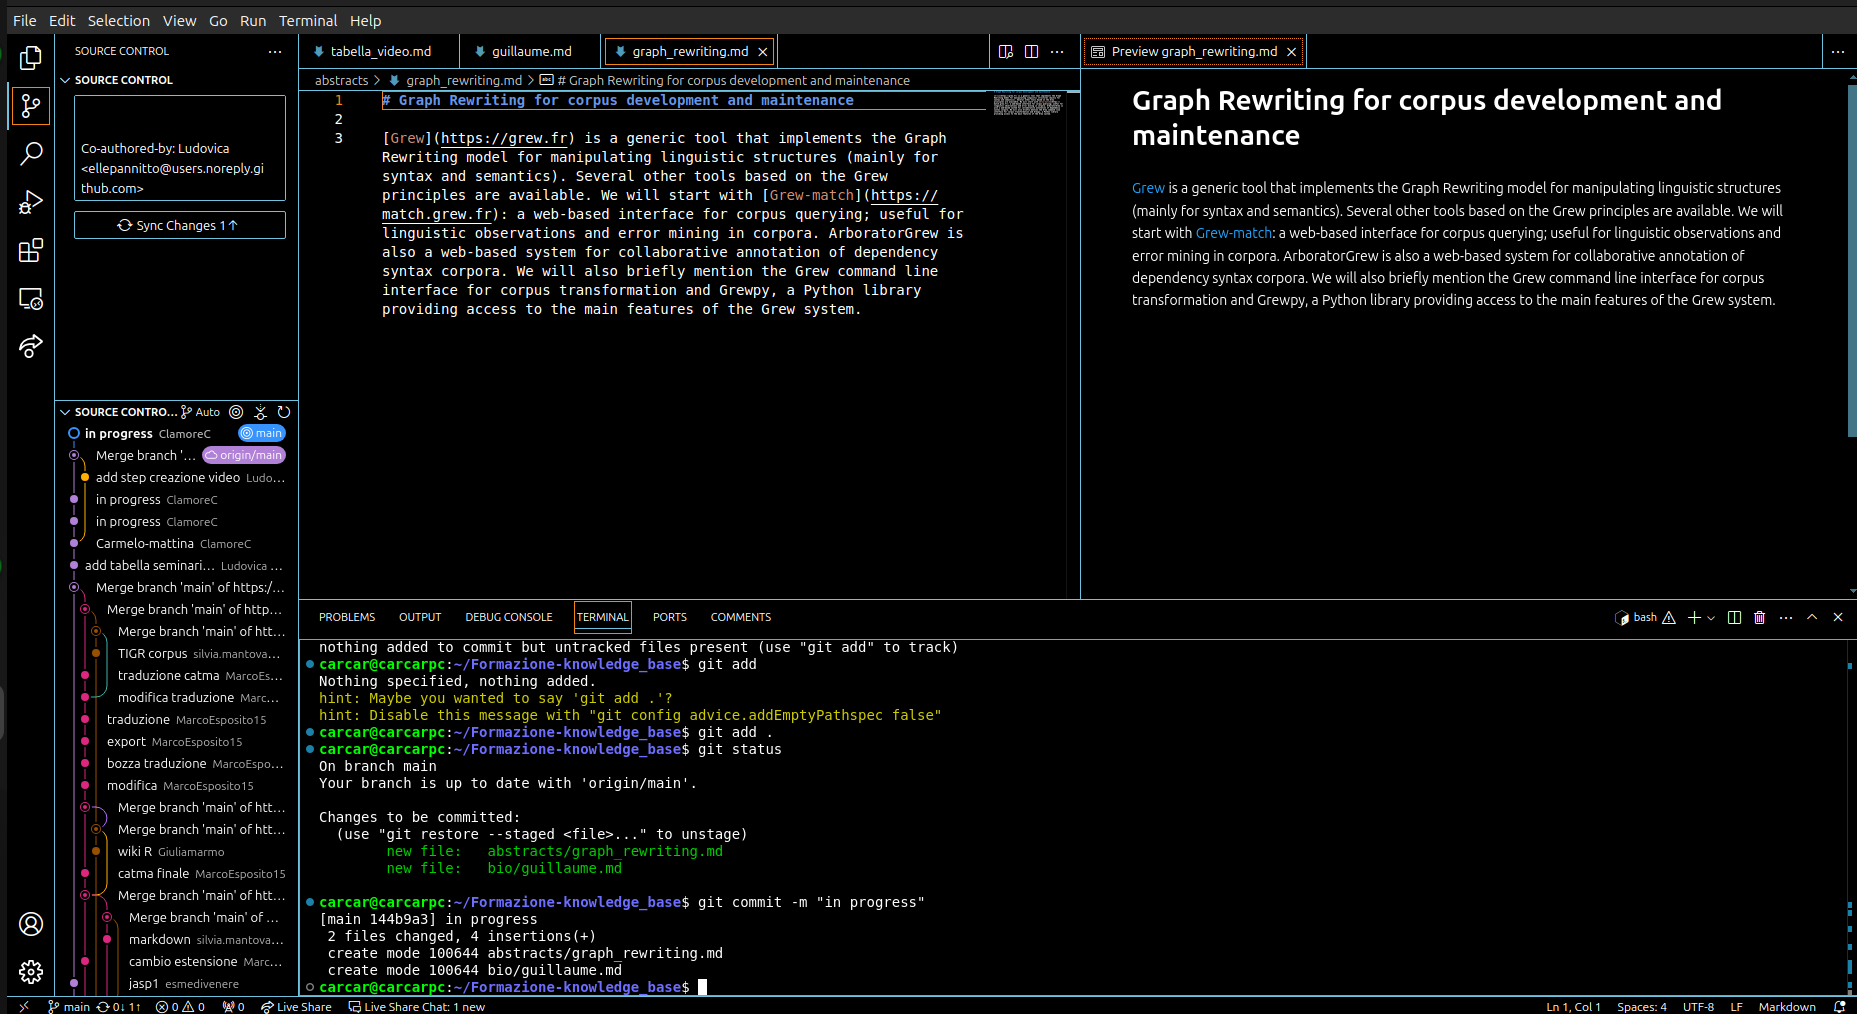 File Edit Selection View Go Run Terminal Help
SOURCE CONTROL ...
SOURCE CONTROL
Co-authored-by: Ludovica
<ellepannitto@users.noreply.gi
thub.com>
Sync Changes 1↑
SOURCE CONTRO... Auto
in progress ClamoreC main
Merge branch '... origin/main
add step creazione video Ludo...
in progress ClamoreC
in progress ClamoreC
Carmelo-mattina ClamoreC
add tabella seminari... Ludovica ...
Merge branch 'main' of https:/...
Merge branch 'main' of http...
Merge branch 'main' of htt...
TIGR corpus silvia.mantova...
traduzione catma MarcoEs...
modifica traduzione Marc...
traduzione MarcoEsposito15
export MarcoEsposito15
bozza traduzione MarcoEspo...
modifica MarcoEsposito15
Merge branch 'main' of htt...
Merge branch 'main' of htt...
wiki R Giuliamarmo
catma finale MarcoEsposito15
Merge branch 'main' of htt...
Merge branch 'main' of ...
markdown silvia.mantova...
cambio estensione Marc...
jasp1 esmedivenere
tabella_video.md guillaume.md graph_rewriting.md
abstracts > graph_rewriting.md > # Graph Rewriting for corpus development and maintenance
1 # Graph Rewriting for corpus development and maintenance
2
3 [Grew](https://grew.fr) is a generic tool that implements the Graph
Rewriting model for manipulating linguistic structures (mainly for
syntax and semantics). Several other tools based on the Grew
principles are available. We will start with [Grew-match](https://
match.grew.fr): a web-based interface for corpus querying; useful for
linguistic observations and error mining in corpora. ArboratorGrew is
also a web-based system for collaborative annotation of dependency
syntax corpora. We will also briefly mention the Grew command line
interface for corpus transformation and Grewpy, a Python library
providing access to the main features of the Grew system.
Preview graph_rewriting.md
Graph Rewriting for corpus development and
maintenance
Grew is a generic tool that implements the Graph Rewriting model for manipulating linguistic structures
(mainly for syntax and semantics). Several other tools based on the Grew principles are available. We will
start with Grew-match: a web-based interface for corpus querying; useful for linguistic observations and
error mining in corpora. ArboratorGrew is also a web-based system for collaborative annotation of
dependency syntax corpora. We will also briefly mention the Grew command line interface for corpus
transformation and Grewpy, a Python library providing access to the main features of the Grew system.
PROBLEMS OUTPUT DEBUG CONSOLE TERMINAL PORTS COMMENTS bash
nothing added to commit but untracked files present (use "git add" to track)
carcar@carcarpc:~/Formazione-knowledge_base$ git add
Nothing specified, nothing added.
hint: Maybe you wanted to say 'git add .'?
hint: Disable this message with "git config advice.addEmptyPathspec false"
carcar@carcarpc:~/Formazione-knowledge_base$ git add .
carcar@carcarpc:~/Formazione-knowledge_base$ git status
On branch main
Your branch is up to date with 'origin/main'.
Changes to be committed:
(use "git restore --staged <file>..." to unstage)
new file: abstracts/graph_rewriting.md
new file: bio/guillaume.md
carcar@carcarpc:~/Formazione-knowledge_base$ git commit -m "in progress"
[main 144b9a3] in progress
2 files changed, 4 insertions(+)
create mode 100644 abstracts/graph_rewriting.md
create mode 100644 bio/guillaume.md
carcar@carcarpc:~/Formazione-knowledge_base$
main 0↓ 1↑ 0 0 0 Live Share Live Share Chat: 1 new Ln 1, Col 1 Spaces: 4 UTF-8 LF Markdown